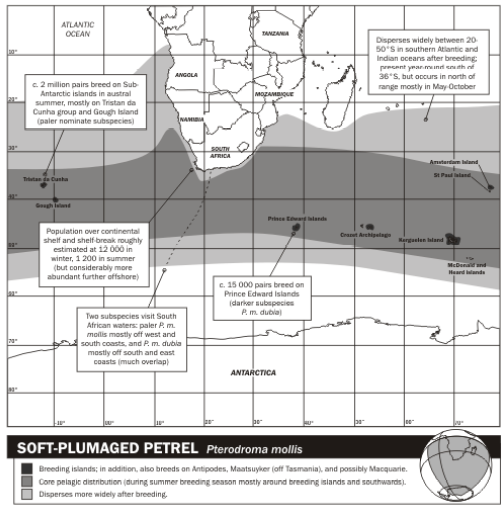 ATLANTIC
OCEAN
TANZANIA
ANGOLA
MOZAMBIQUE
NAMIBIA
SOUTH
AFRICA
Disperses widely between 20-
50°S in southern Atlantic and
Indian oceans after breeding;
present year-round south of
36°S, but occurs in north of
range mostly in May-October
c. 2 million pairs breed on Sub-
Antarctic islands in austral
summer, mostly on Tristan da
Cunha group and Gough Island
(paler nominate subspecies)
10°
20°
30°
40°
50°
60°
70°
80°
Tristan da Cunha
Gough Island
Amsterdam Island
St Paul Island
Prince Edward Islands
Crozet Archipelago
Kerguelen Island
McDonald and
Heard Islands
Population over continental
shelf and shelf-break roughly
estimated at 12 000 in
winter, 1 200 in summer
(but considerably more
abundant further offshore)
c. 15 000 pairs breed on
Prince Edward Islands
(darker subspecies
P. m. dubia)
Two subspecies visit South
African waters: paler P. m.
mollis mostly off west and
south coasts, and P. m. dubia
mostly off south and east
coasts (much overlap)
ANTARCTICA
-10° 00° 10° 20° 30° 40° 50° 60° 70°
SOFT-PLUMAGED PETREL Pterodroma mollis
Breeding islands; in addition, also breeds on Antipodes, Maatsuyker (off Tasmania), and possibly Macquarie.
Core pelagic distribution (during summer breeding season mostly around breeding islands and southwards).
Disperses more widely after breeding.